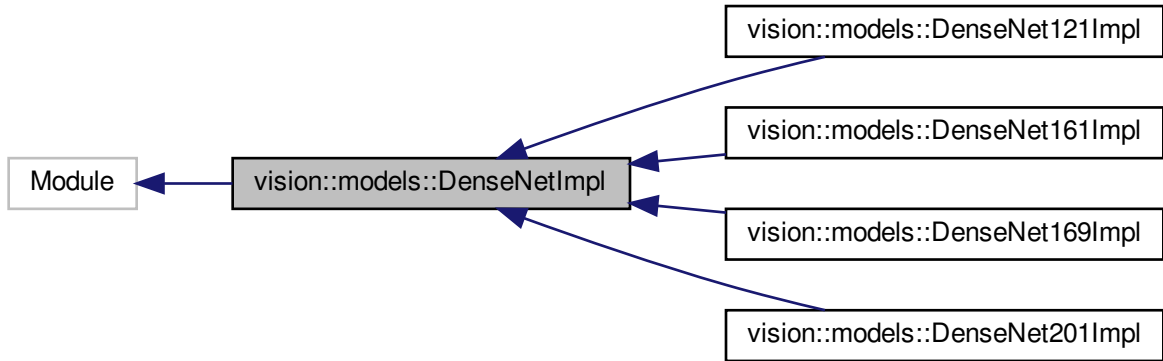 Module
vision::models::DenseNetImpl
vision::models::DenseNet121Impl
vision::models::DenseNet161Impl
vision::models::DenseNet169Impl
vision::models::DenseNet201Impl